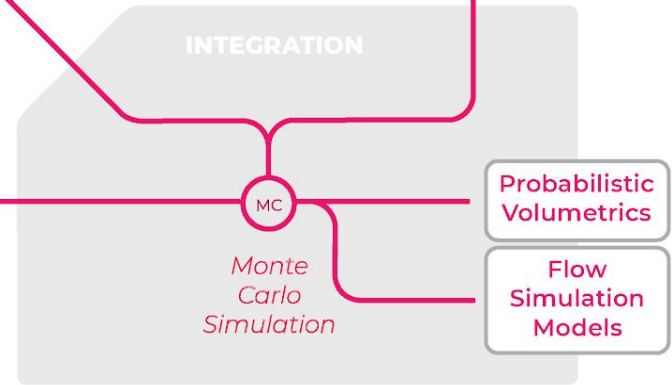 INTEGRATION
MC
Monte
Carlo
Simulation
Probabilistic
Volumetrics
Flow
Simulation
Models